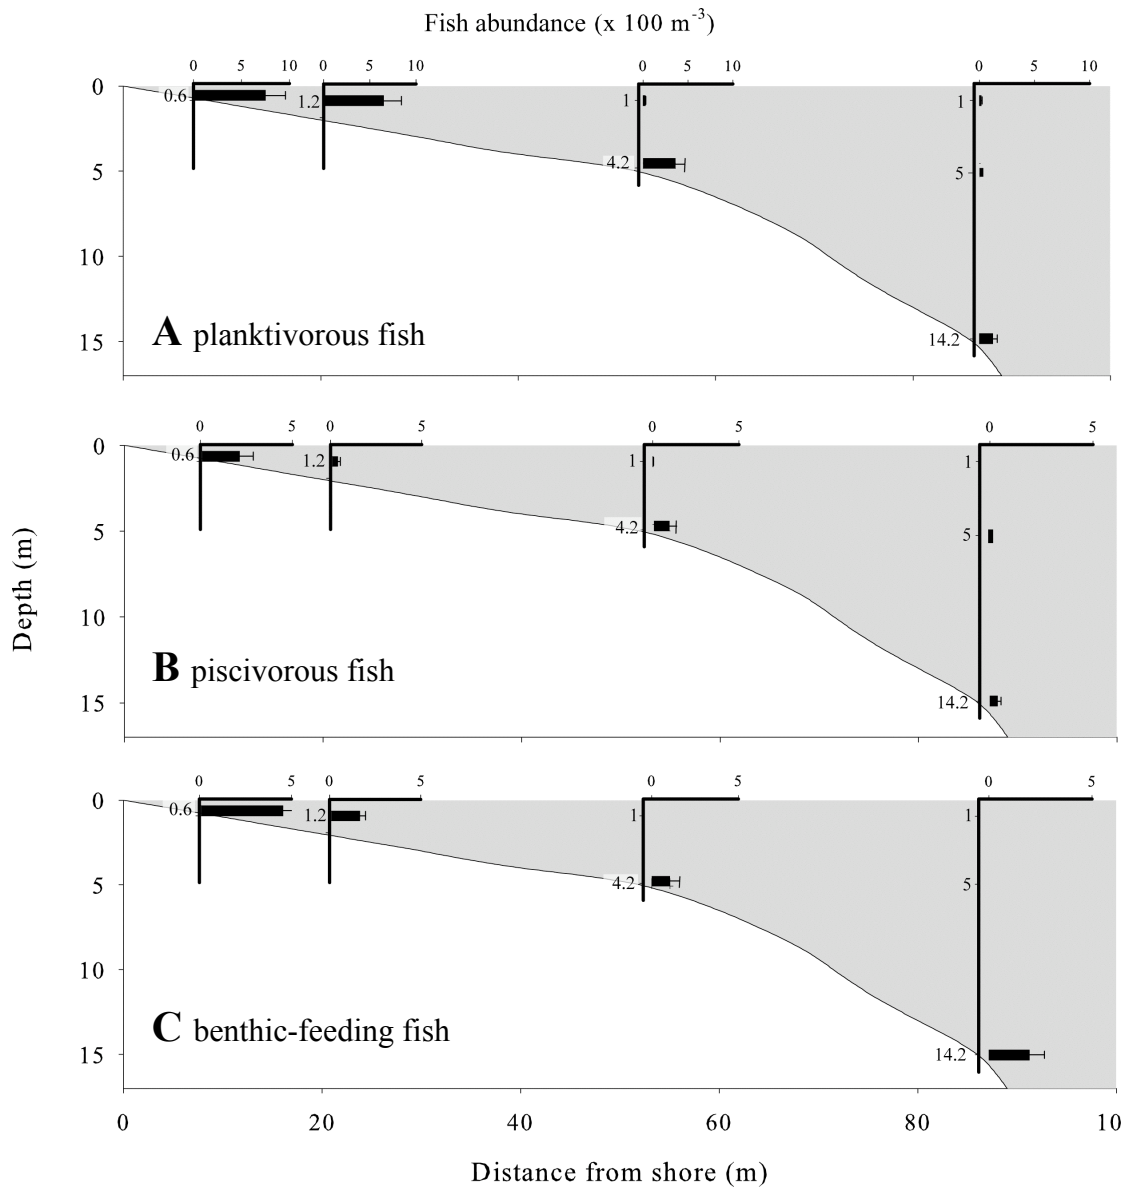 Fish abundance (x 100 m-3)
0 5 10 0 5 10 0 5 10 0 5 10
0
0.6 1.2 1 1
4.2 5
5
10
A planktivorous fish
14.2
15
0 5 0 5 0 5 0 5
0
0.6 1.2 1 1
4.2 5
5
10
B piscivorous fish
14.2
15
Depth (m)
0 5 0 5 0 5 0 5
0
0.6 1.2 1 1
4.2 5
5
10
C benthic-feeding fish
14.2
15
0 20 40 60 80 10
Distance from shore (m)